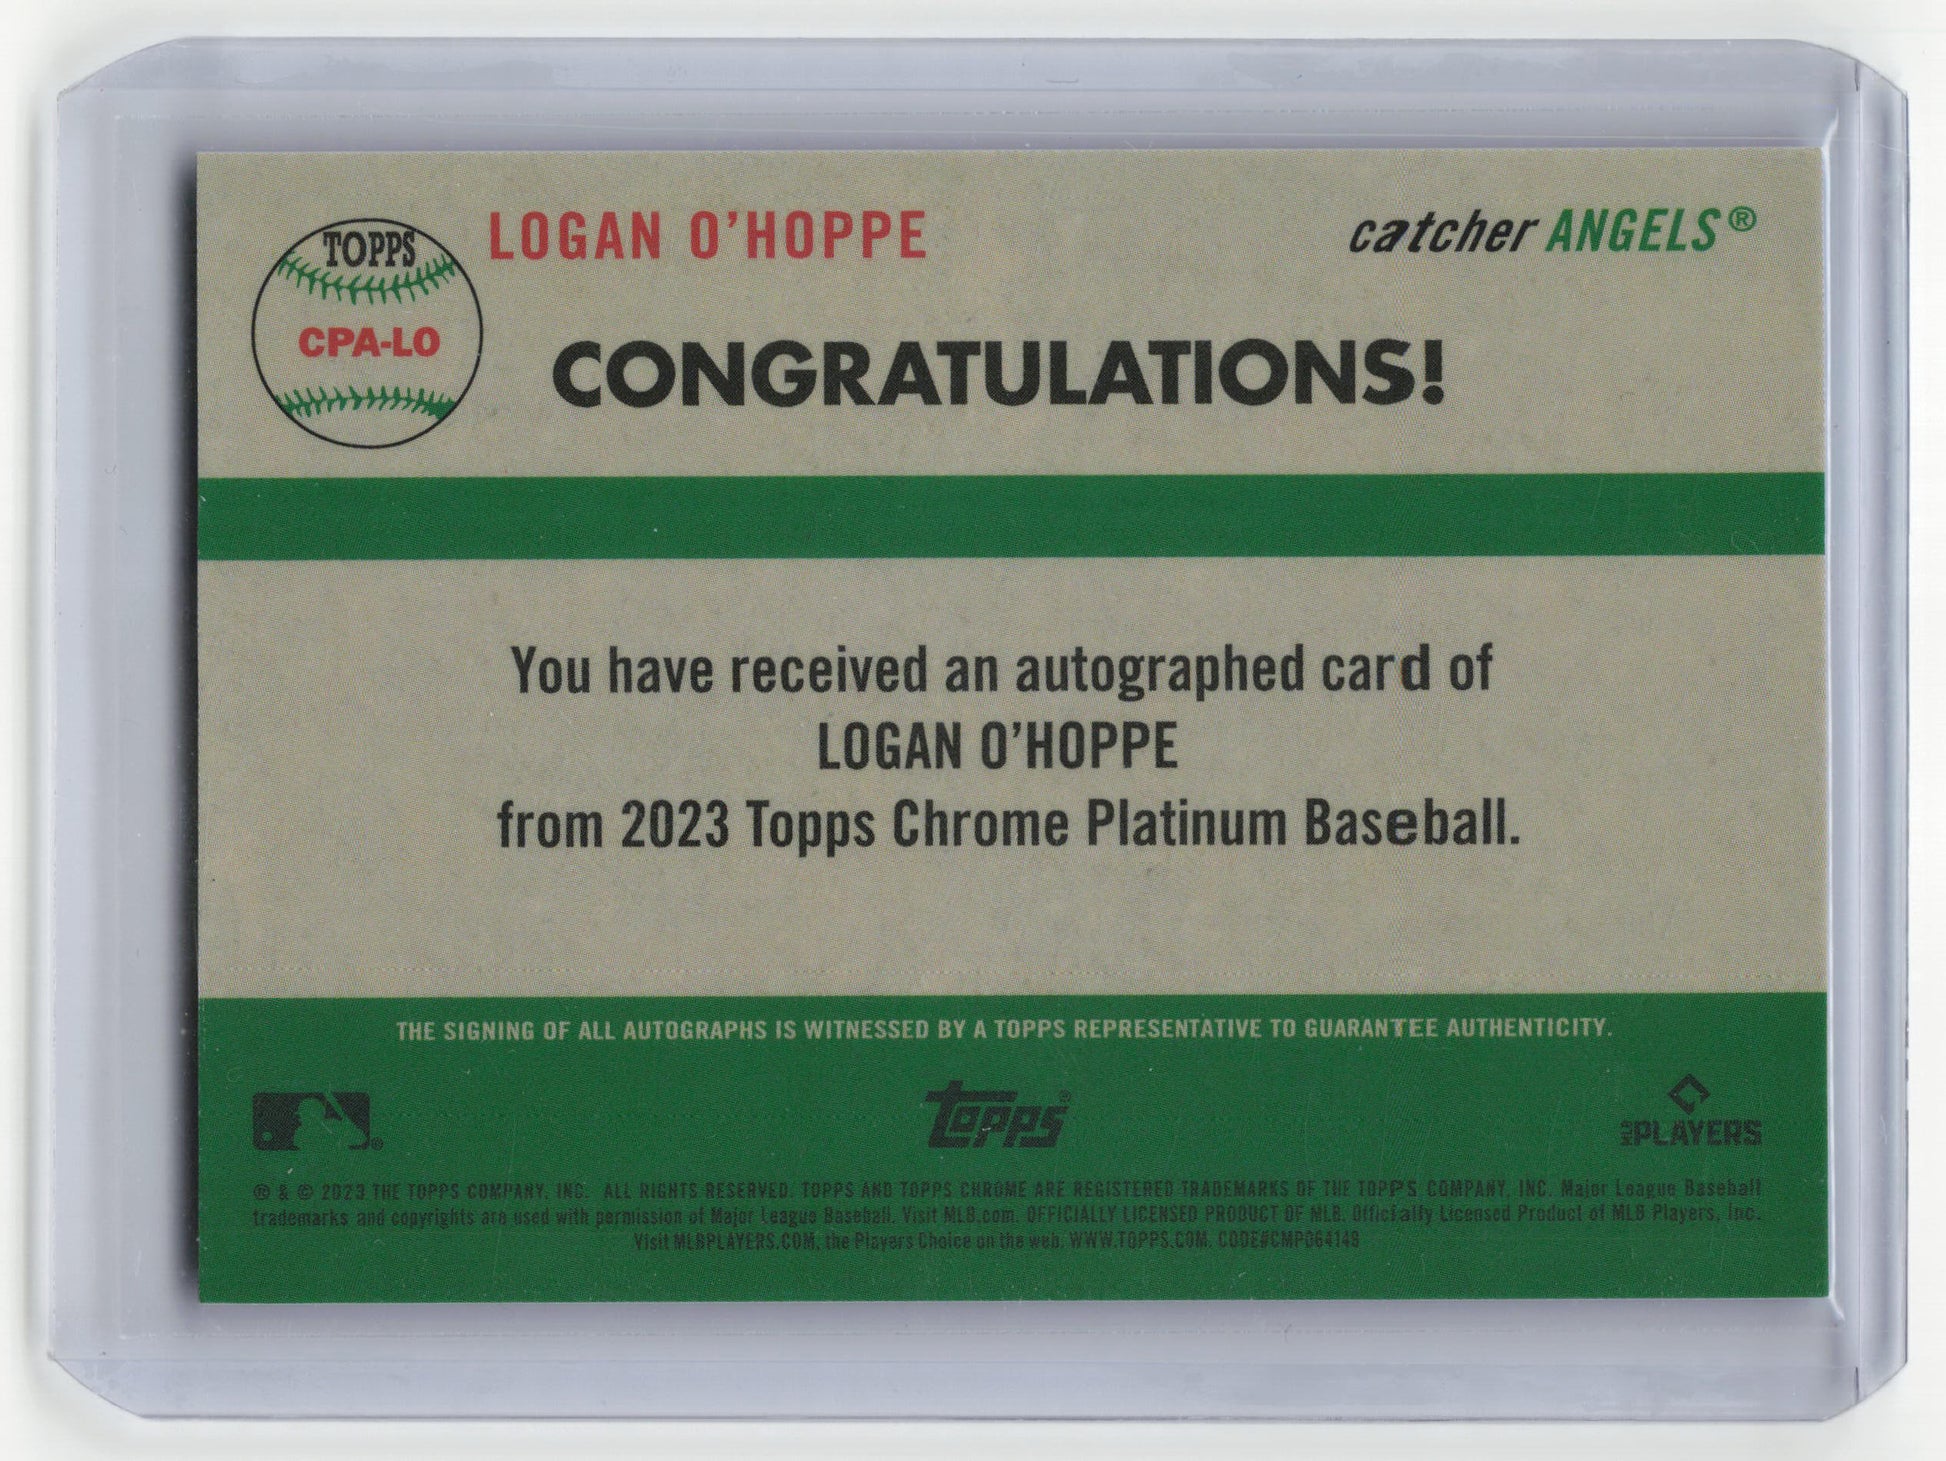 TOPPS
CPA-LO
LOGAN O'HOPPE
catcher ANGELS®
CONGRATULATIONS!
You have received an autographed card of
LOGAN O'HOPPE
from 2023 Topps Chrome Platinum Baseball.
THE SIGNING OF ALL AUTOGRAPHS IS WITNESSED BY A TOPPS REPRESENTATIVE TO GUARANTEE AUTHENTICITY.
topps®
MLB PLAYERS
® & © 2023 THE TOPPS COMPANY, INC. ALL RIGHTS RESERVED. TOPPS AND TOPPS CHROME ARE REGISTERED TRADEMARKS OF THE TOPPS COMPANY, INC. Major League Baseball
trademarks and copyrights are used with permission of Major League Baseball. Visit MLB.com. OFFICIALLY LICENSED PRODUCT OF MLB. Officially Licensed Product of MLB Players, Inc.
Visit MLBPLAYERS.COM, the Players Choice on the web. WWW.TOPPS.COM. CODE#CMP064148